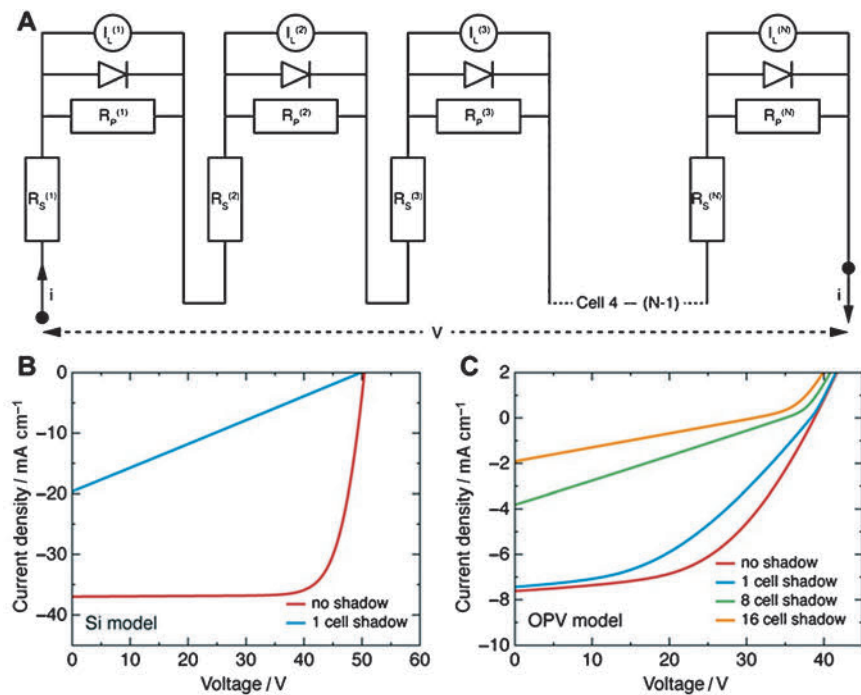 A
I_L^(1) I_L^(2) I_L^(3) I_L^(N)
R_P^(1) R_P^(2) R_P^(3) R_P^(N)
R_S^(1) R_S^(2) R_S^(3) R_S^(N)
i Cell 4 — (N-1) i
V
B
Current density / mA cm⁻¹
0
-10
-20
-30
-40
no shadow
1 cell shadow
Si model
0 10 20 30 40 50 60
Voltage / V
C
Current density / mA cm⁻¹
2
0
-2
-4
-6
-8
-10
no shadow
1 cell shadow
8 cell shadow
16 cell shadow
OPV model
0 10 20 30 40
Voltage / V